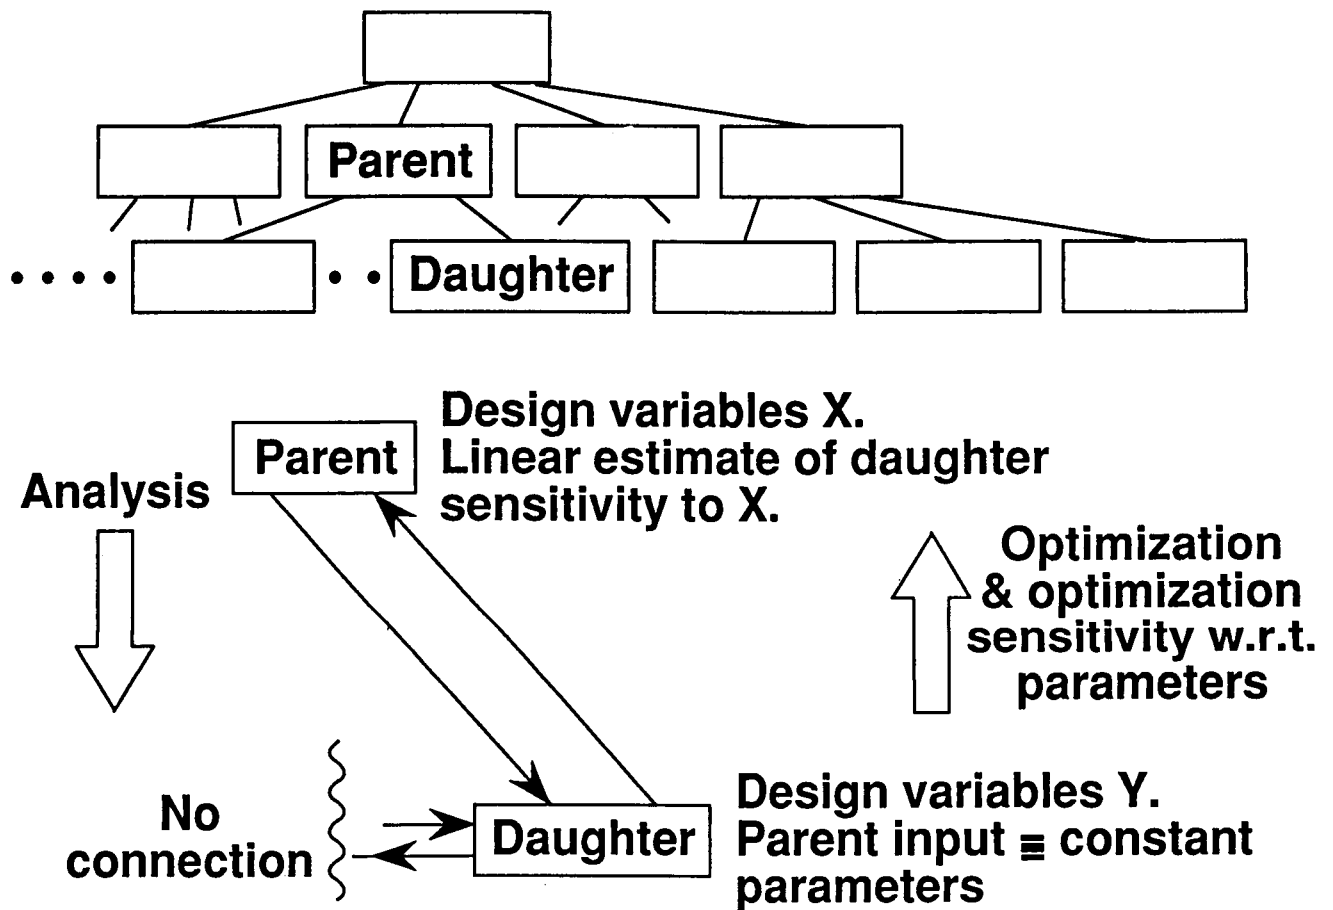 Parent
Daughter
Design variables X.
Parent
Linear estimate of daughter
sensitivity to X.
Analysis
Optimization
& optimization
sensitivity w.r.t.
parameters
No
connection
Daughter
Design variables Y.
Parent input ≡ constant
parameters